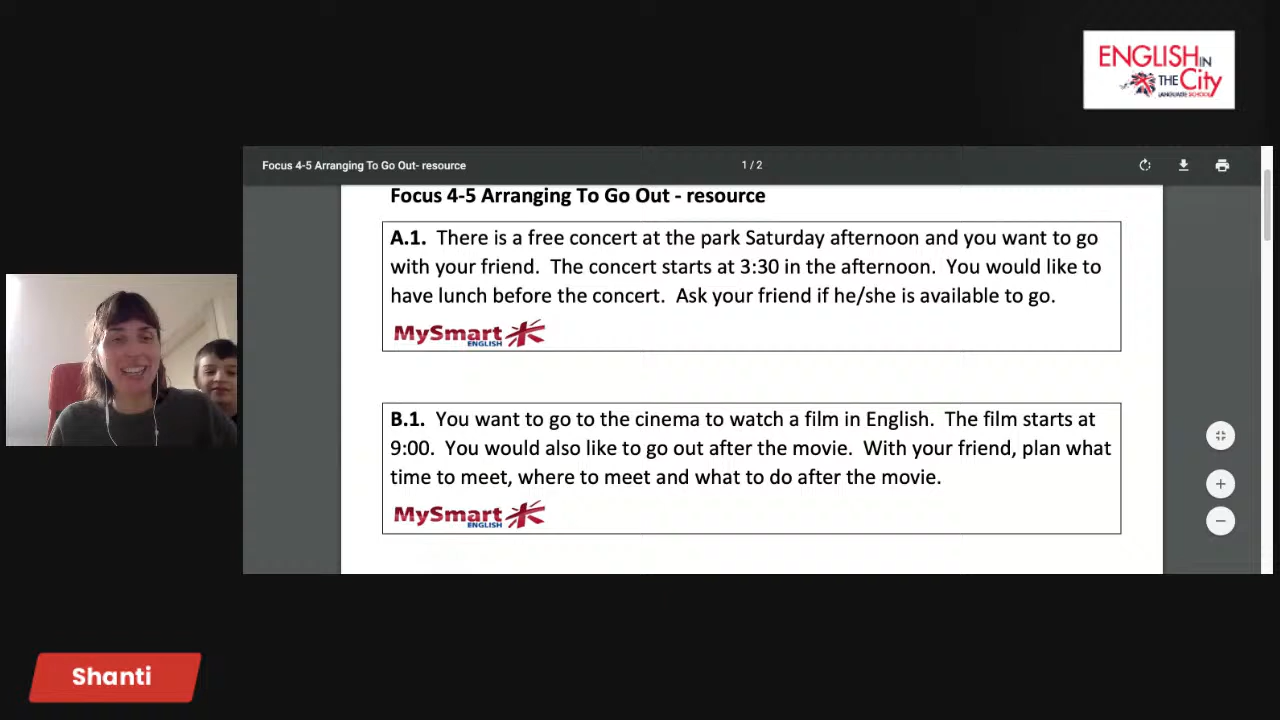 ENGLISH IN
THE City
LANGUAGE SCHOOL
Focus 4-5 Arranging To Go Out- resource
1 / 2
Focus 4-5 Arranging To Go Out - resource
A.1. There is a free concert at the park Saturday afternoon and you want to go
with your friend. The concert starts at 3:30 in the afternoon. You would like to
have lunch before the concert. Ask your friend if he/she is available to go.
MySmart
ENGLISH
B.1. You want to go to the cinema to watch a film in English. The film starts at
9:00. You would also like to go out after the movie. With your friend, plan what
time to meet, where to meet and what to do after the movie.
MySmart
ENGLISH
Shanti